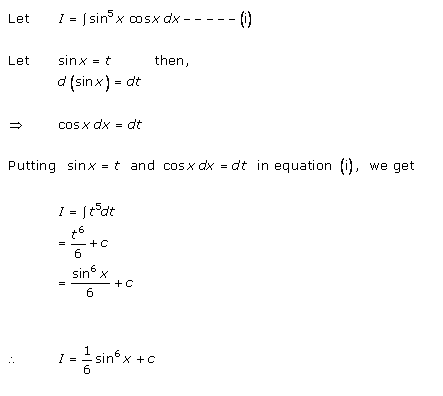 Let I = ∫sin⁵x cosx dx – – – – – (i)
Let sinx = t then,
d(sinx) = dt
⇒ cosx dx = dt
Putting sinx = t and cosx dx = dt in equation (i), we get
I = ∫t⁵dt
= t⁶/6 + c
= sin⁶x/6 + c
∴ I = 1/6 sin⁶x + c